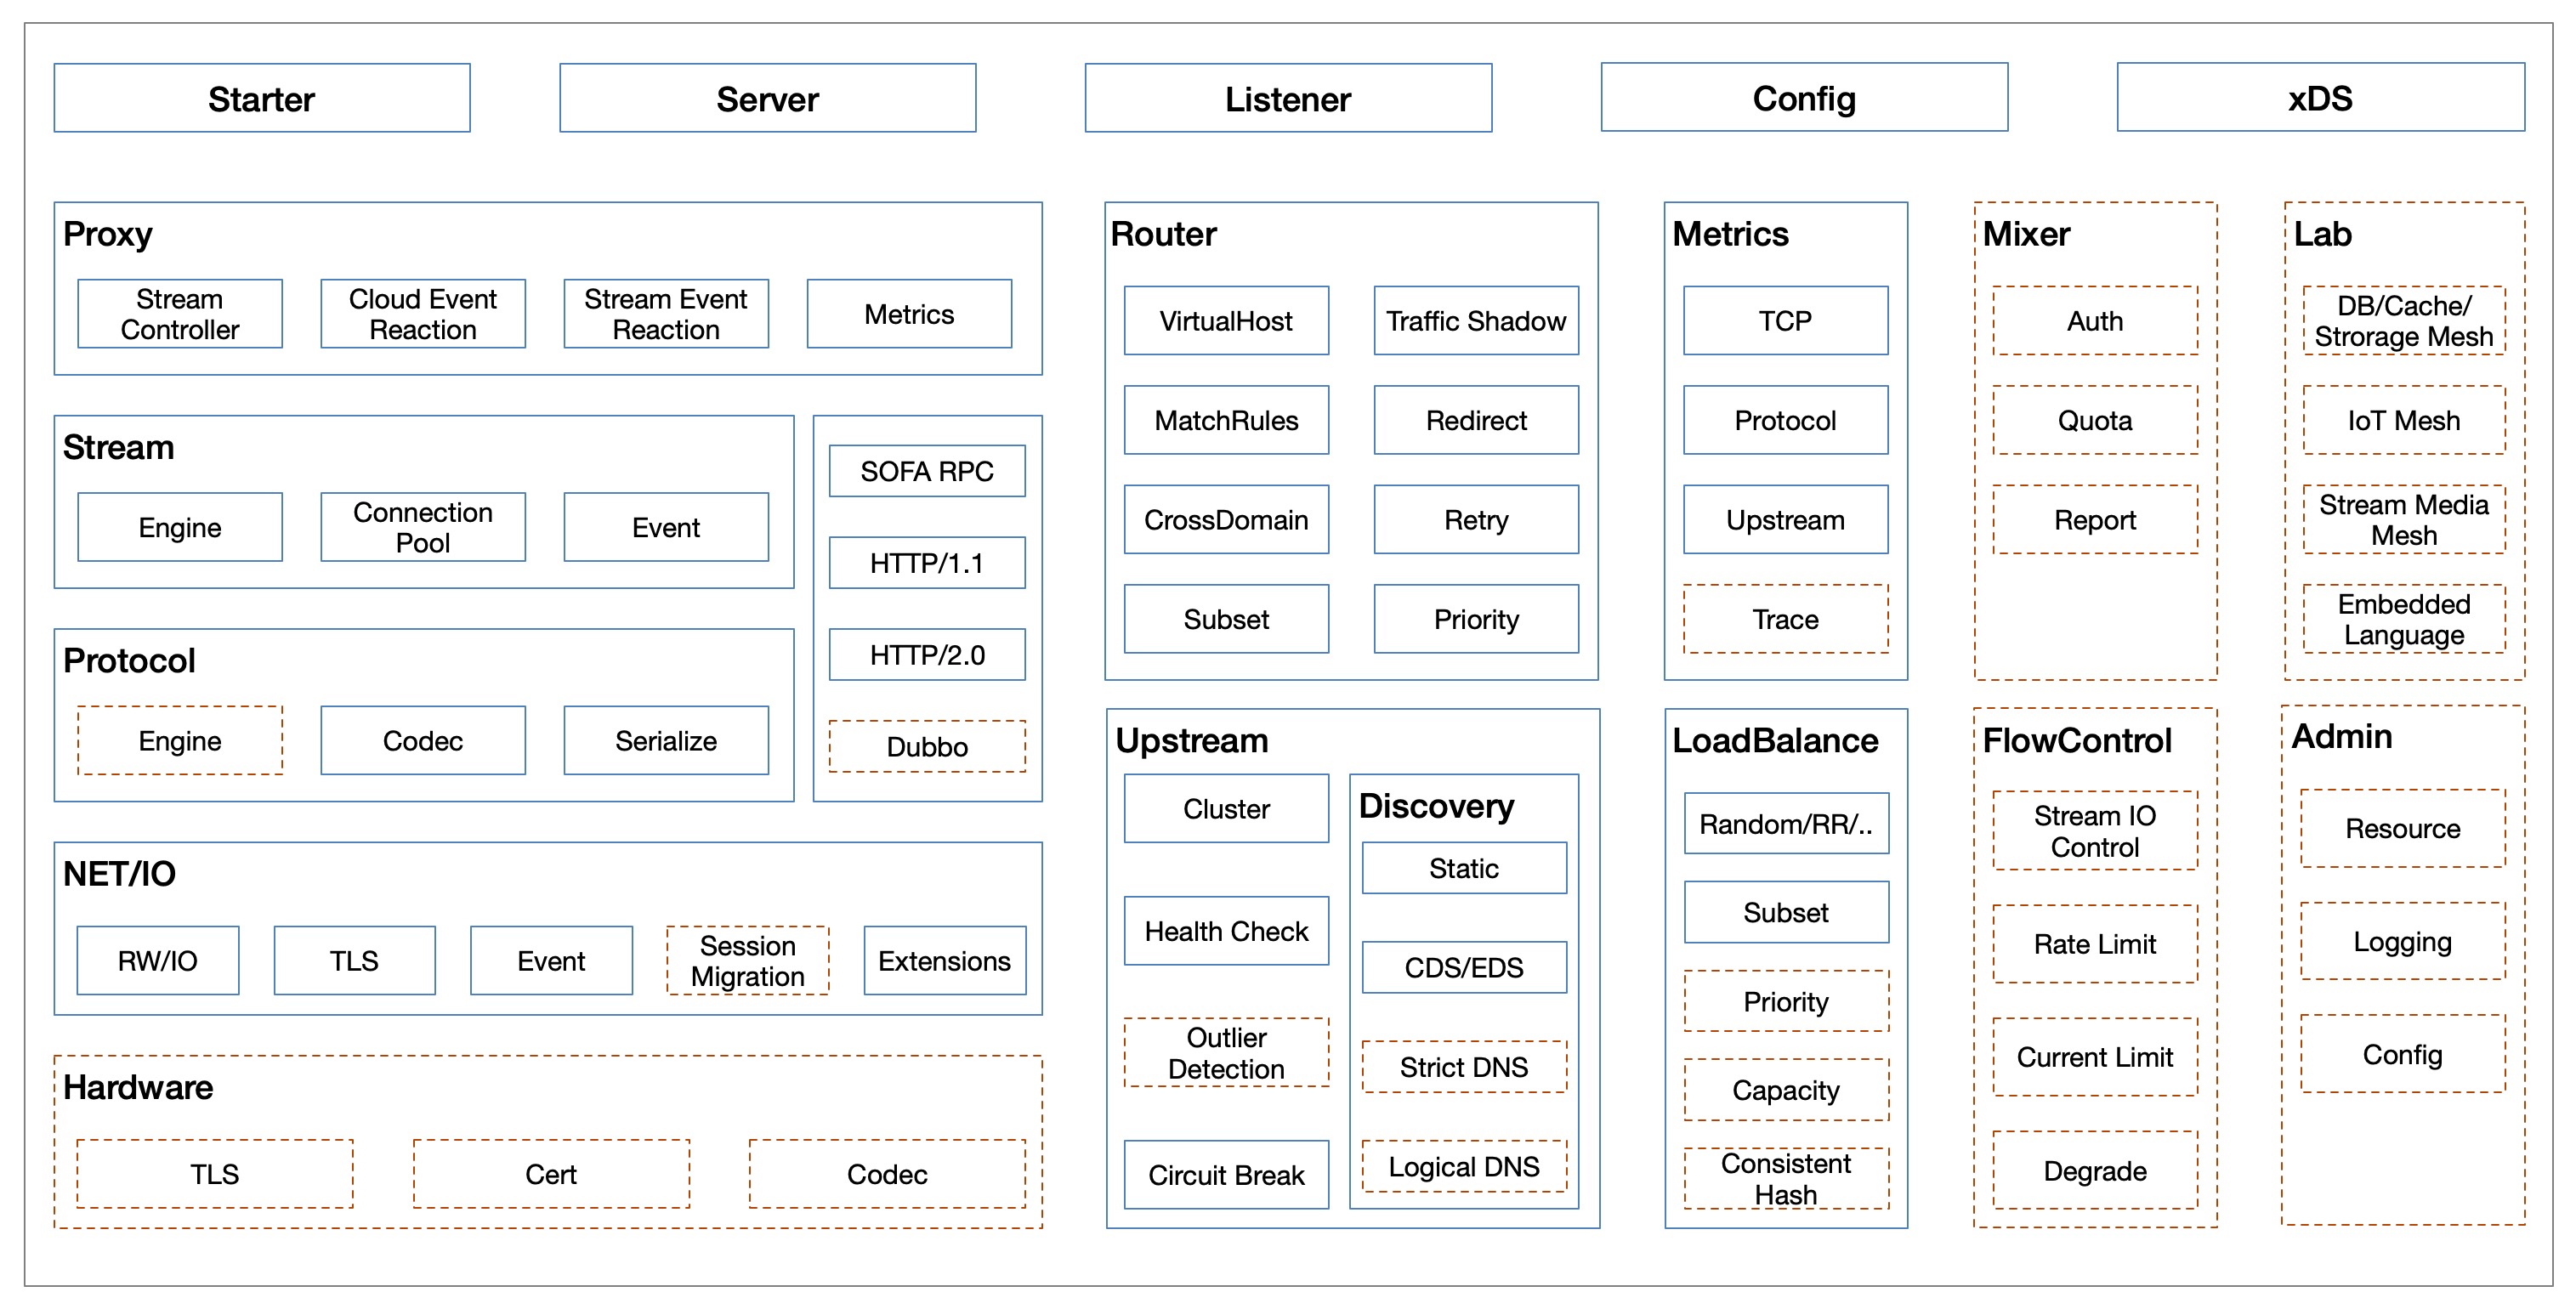 Starter
Server
Listener
Config
xDS
Proxy
Stream
Controller
Cloud Event
Reaction
Stream Event
Reaction
Metrics
Stream
Engine
Connection
Pool
Event
Protocol
Engine
Codec
Serialize
SOFA RPC
HTTP/1.1
HTTP/2.0
Dubbo
NET/IO
RW/IO
TLS
Event
Session
Migration
Extensions
Hardware
TLS
Cert
Codec
Router
VirtualHost
Traffic Shadow
MatchRules
Redirect
CrossDomain
Retry
Subset
Priority
Upstream
Cluster
Health Check
Outlier
Detection
Circuit Break
Discovery
Static
CDS/EDS
Strict DNS
Logical DNS
Metrics
TCP
Protocol
Upstream
Trace
LoadBalance
Random/RR/..
Subset
Priority
Capacity
Consistent
Hash
Mixer
Auth
Quota
Report
FlowControl
Stream IO
Control
Rate Limit
Current Limit
Degrade
Lab
DB/Cache/
Strorage Mesh
IoT Mesh
Stream Media
Mesh
Embedded
Language
Admin
Resource
Logging
Config